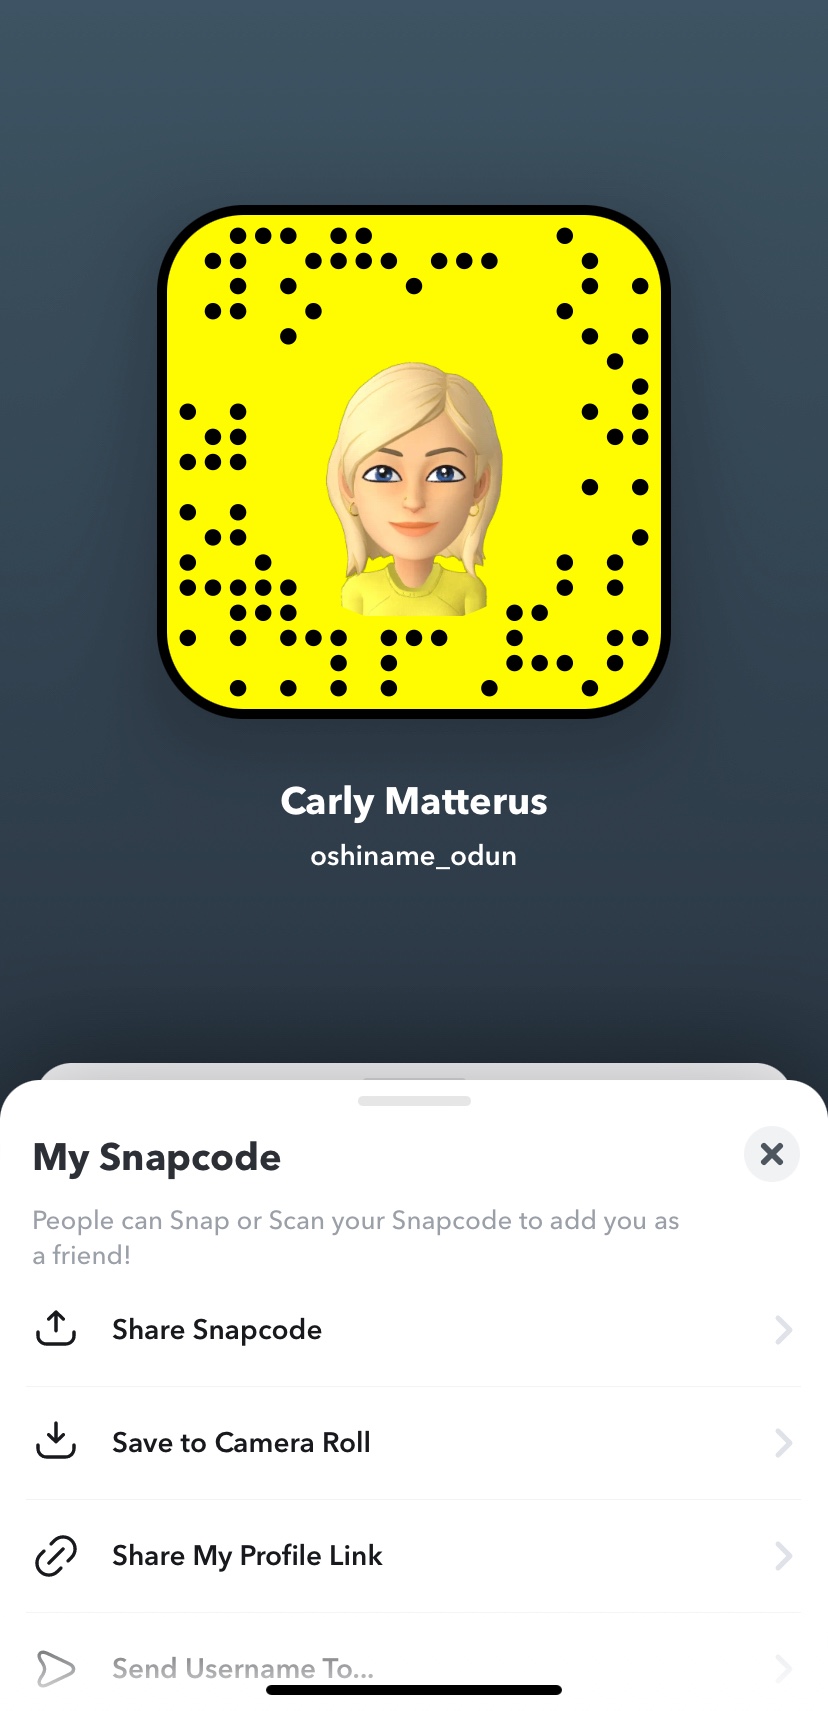 Carly Matterus
oshiname_odun
My Snapcode
People can Snap or Scan your Snapcode to add you as
a friend!
Share Snapcode
Save to Camera Roll
Share My Profile Link
Send Username To...